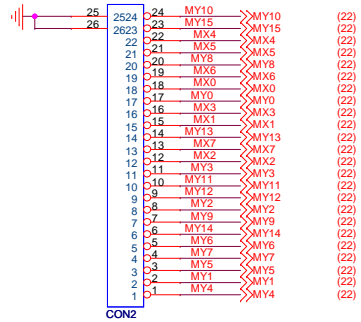 25 2524 24 MY10 MY10 (22)
26 2623 23 MY15 MY15 (22)
22 22 MX4 MX4 (22)
21 21 MX5 MX5 (22)
20 20 MY8 MY8 (22)
19 19 MX6 MX6 (22)
18 18 MX0 MX0 (22)
17 17 MY0 MY0 (22)
16 16 MX3 MX3 (22)
15 15 MX1 MX1 (22)
14 14 MY13 MY13 (22)
13 13 MX7 MX7 (22)
12 12 MX2 MX2 (22)
11 11 MY3 MY3 (22)
10 10 MY11 MY11 (22)
9 9 MY12 MY12 (22)
8 8 MY2 MY2 (22)
7 7 MY9 MY9 (22)
6 6 MY14 MY14 (22)
5 5 MY6 MY6 (22)
4 4 MY7 MY7 (22)
3 3 MY5 MY5 (22)
2 2 MY1 MY1 (22)
1 1 MY4 MY4 (22)
CON2